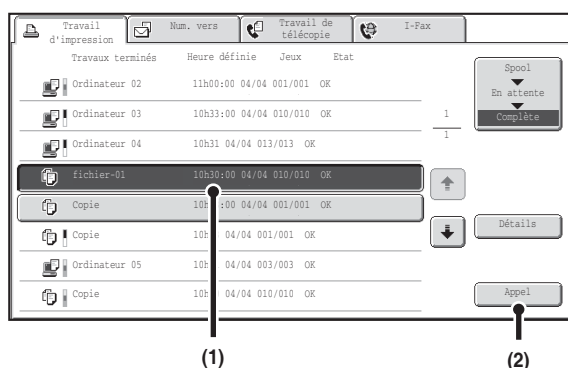 Travail d'impression
Num. vers
Travail de télécopie
I-Fax
Travaux terminés Heure définie Jeux Etat
Ordinateur 02 11h00:00 04/04 001/001 OK
Ordinateur 03 10h33:00 04/04 010/010 OK
Ordinateur 04 10h31 04/04 013/013 OK
fichier-01 10h30:00 04/04 010/010 OK
Copie :00 04/04 001/001 OK
Copie 04/04 001/001 OK
Ordinateur 05 04/04 003/003 OK
Copie 04/04 010/010 OK
1
1
Spool
En attente
Complète
Détails
Appel
(1)
(2)